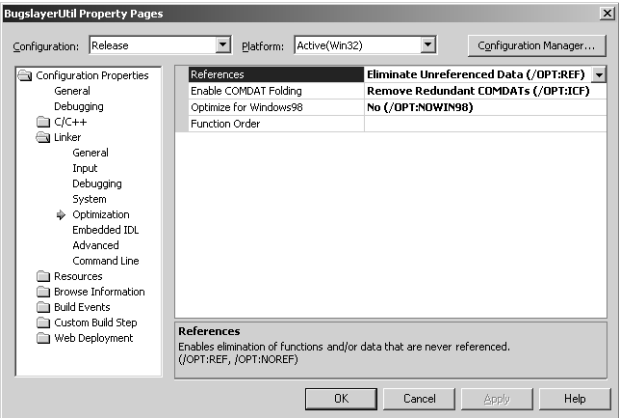 BugslayerUtil Property Pages
Configuration: Release Platform: Active(Win32) Configuration Manager...
Configuration Properties
General
Debugging
C/C++
Linker
General
Input
Debugging
System
Optimization
Embedded IDL
Advanced
Command Line
Resources
Browse Information
Build Events
Custom Build Step
Web Deployment
References Eliminate Unreferenced Data (/OPT:REF)
Enable COMDAT Folding Remove Redundant COMDATs (/OPT:ICF)
Optimize for Windows98 No (/OPT:NOWIN98)
Function Order
References
Enables elimination of functions and/or data that are never referenced.
(/OPT:REF, /OPT:NOREF)
OK Cancel Apply Help